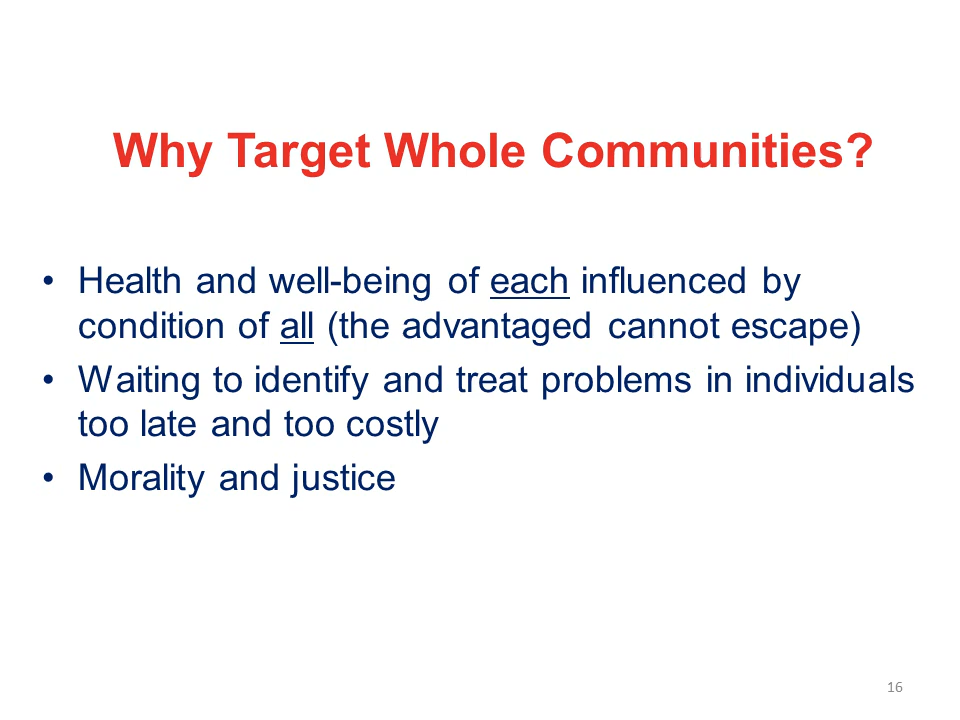 Why Target Whole Communities?
• Health and well-being of each influenced by
condition of all (the advantaged cannot escape)
• Waiting to identify and treat problems in individuals
too late and too costly
• Morality and justice
16